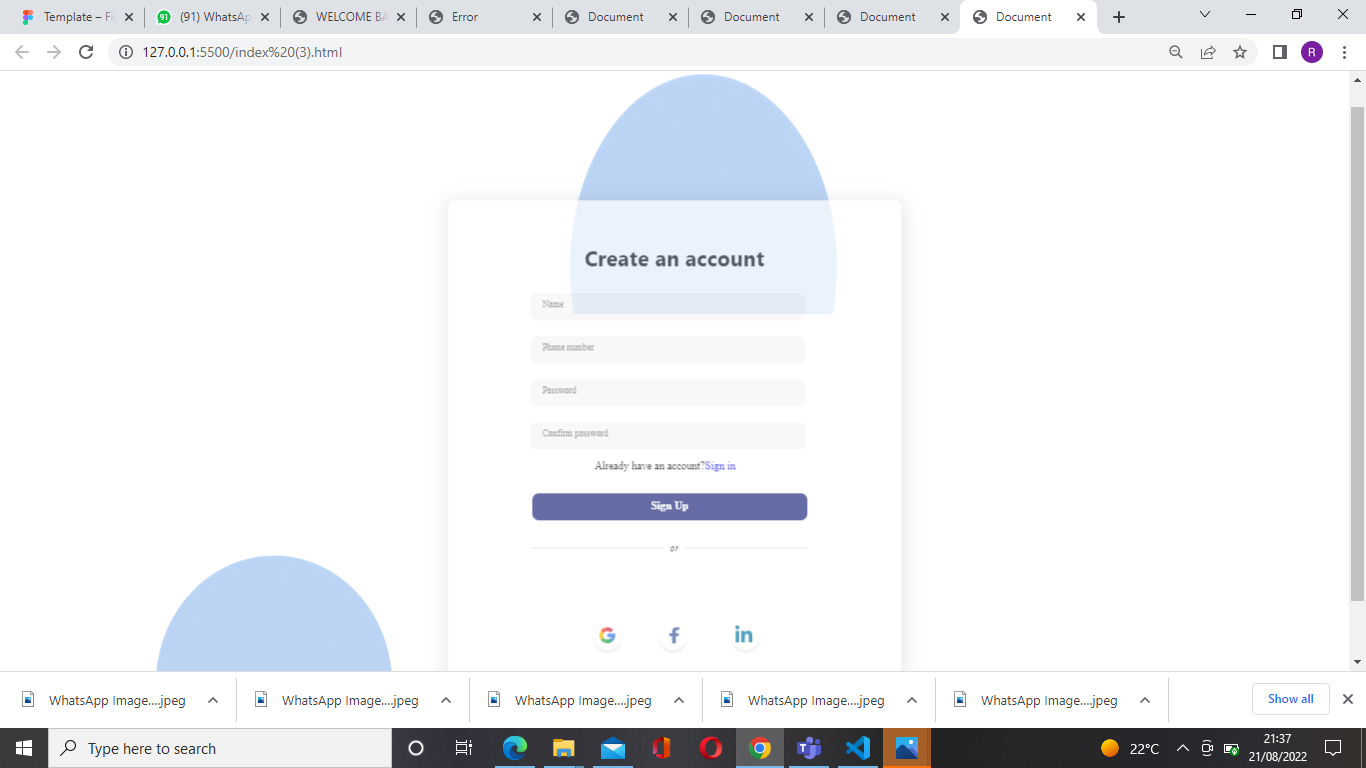 Template – Fi
91
(91) WhatsAp
WELCOME BA
Error
Document
Document
Document
Document
127.0.0.1:5500/index%20(3).html
R
Create an account
Name
Phone number
Password
Confirm password
Already have an account?Sign in
Sign Up
or
G
f
in
WhatsApp Image....jpeg
WhatsApp Image....jpeg
WhatsApp Image....jpeg
WhatsApp Image....jpeg
WhatsApp Image....jpeg
Show all
Type here to search
22°C
21:37
21/08/2022